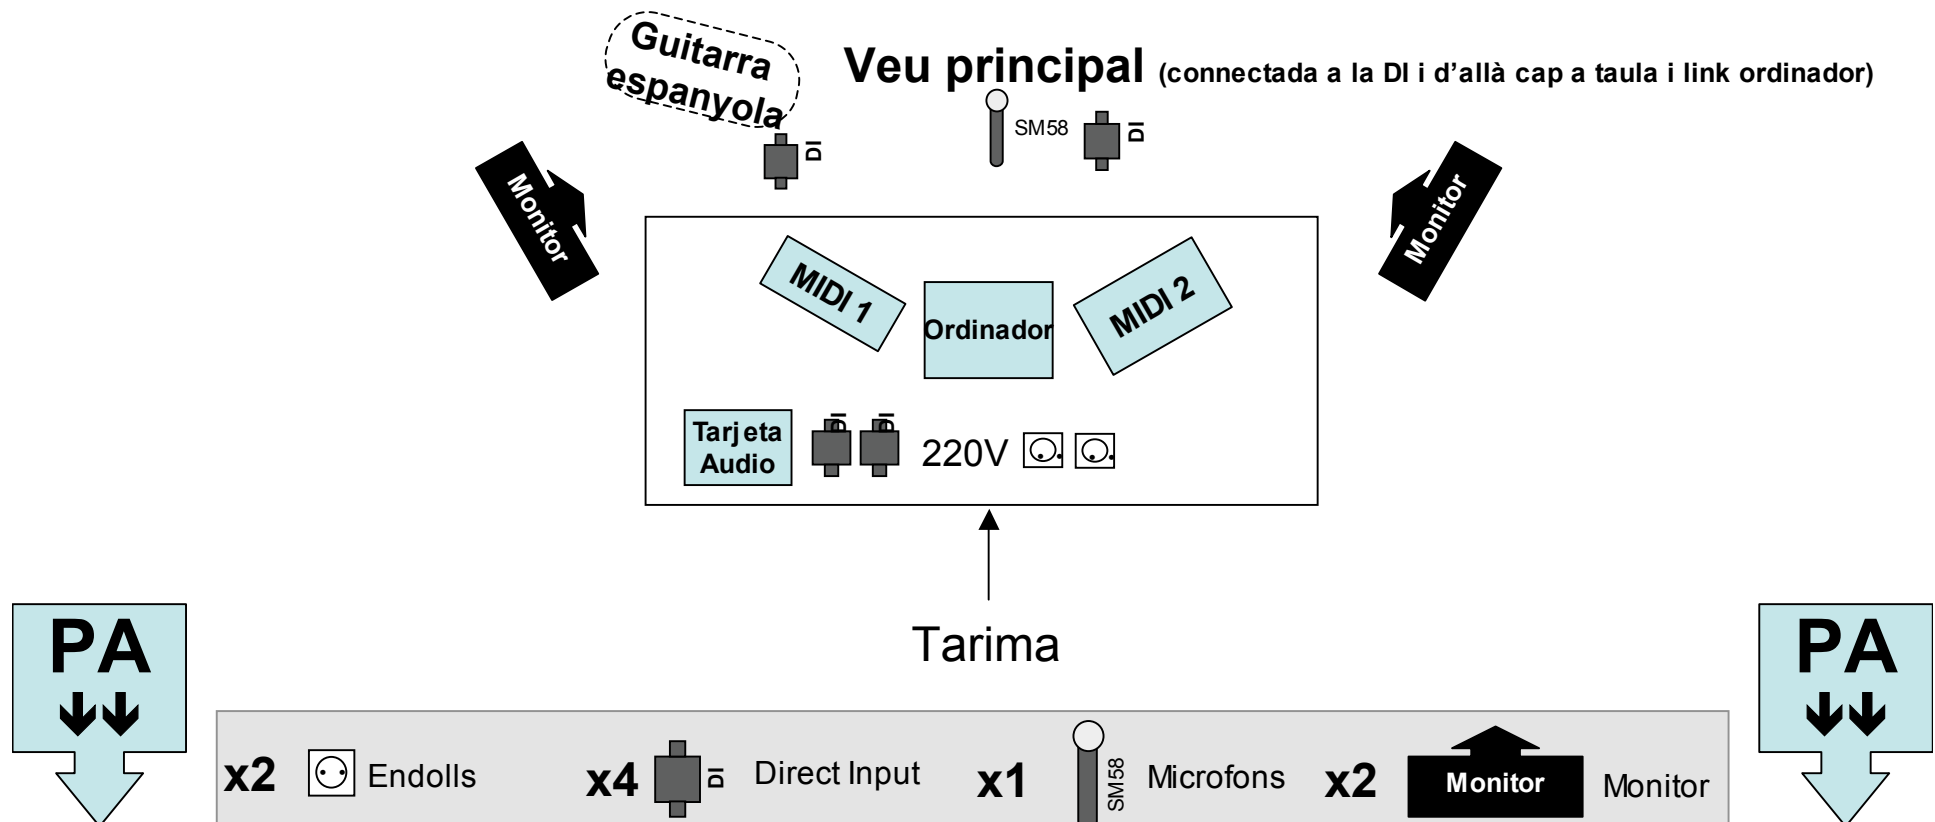 Guitarra
espanyola
Veu principal (connectada a la DI i d'allà cap a taula i link ordinador)
SM58
DI
DI
Monitor
Monitor
MIDI 1
Ordinador
MIDI 2
Tarjeta
Audio
DI
DI
220V
Tarima
PA
PA
x2 Endolls
x4 DI Direct Input
x1 SM58 Microfons
x2 Monitor Monitor